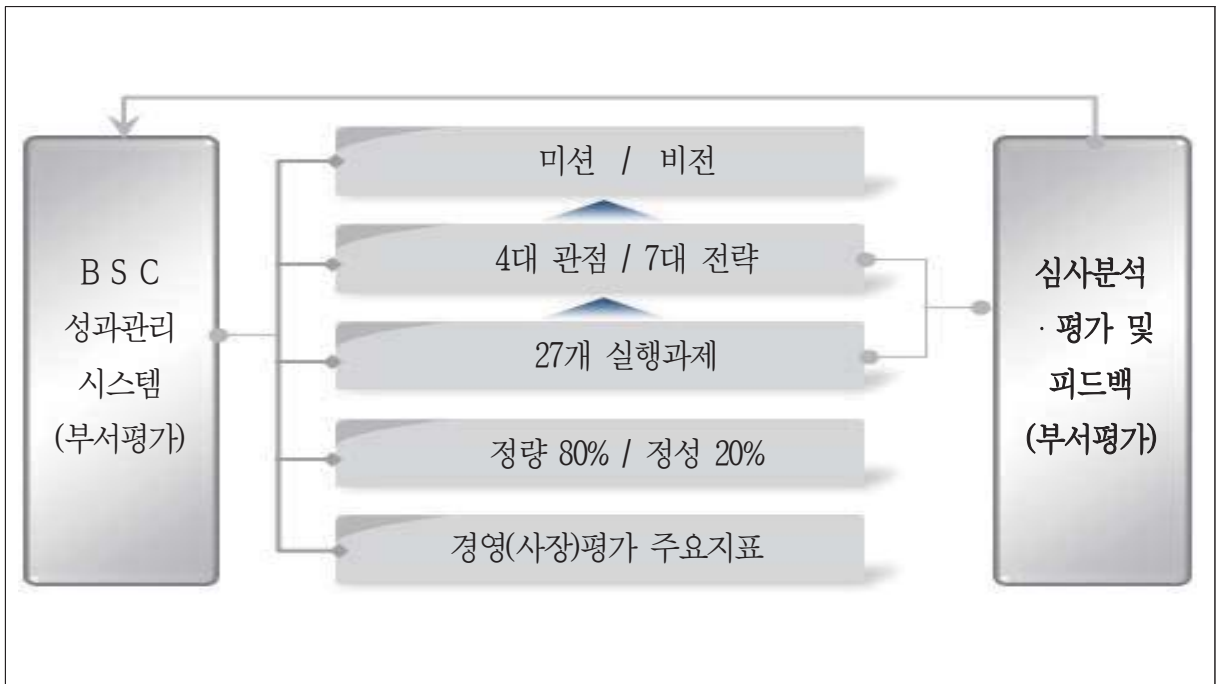 B S C
성과관리
시스템
(부서평가)
미션 / 비전
4대 관점 / 7대 전략
27개 실행과제
정량 80% / 정성 20%
경영(사장)평가 주요지표
심사분석
· 평가 및
피드백
(부서평가)